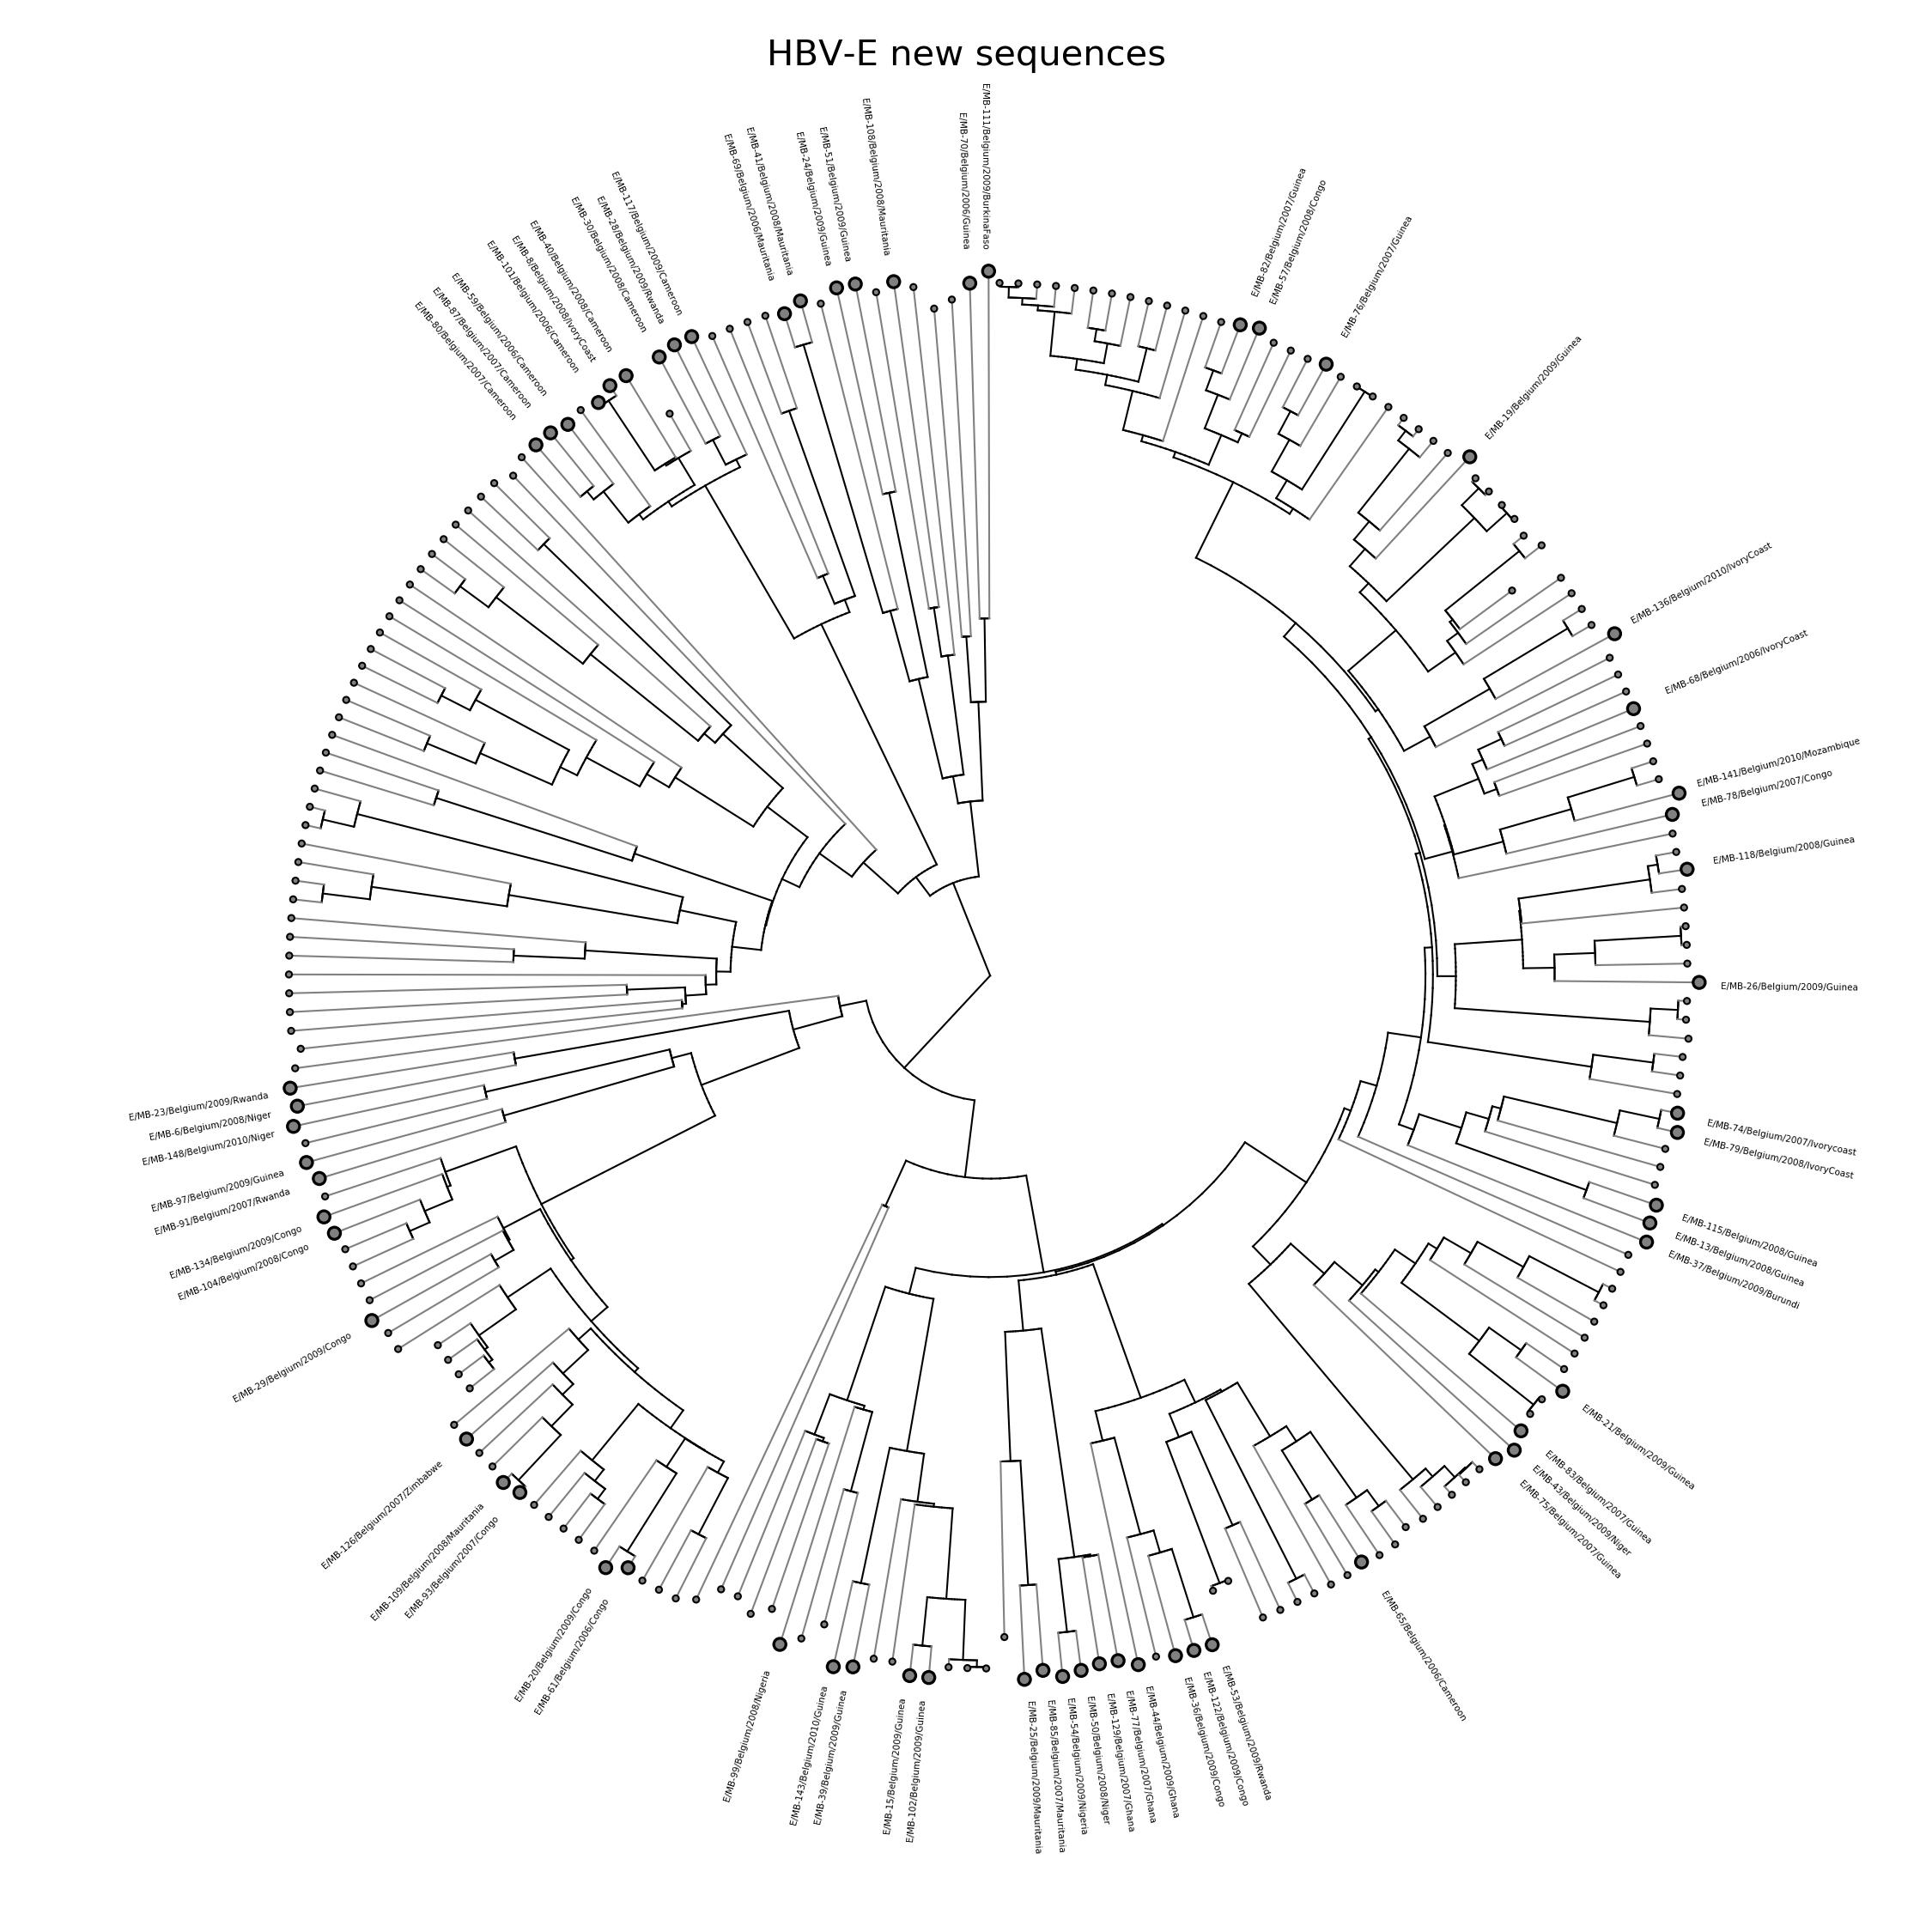 HBV-E new sequences
E/MB-111/Belgium/2009/BurkinaFaso
E/MB-82/Belgium/2007/Guinea
E/MB-57/Belgium/2008/Congo
E/MB-76/Belgium/2007/Guinea
E/MB-19/Belgium/2009/Guinea
E/MB-136/Belgium/2010/IvoryCoast
E/MB-68/Belgium/2006/IvoryCoast
E/MB-141/Belgium/2010/Mozambique
E/MB-78/Belgium/2007/Congo
E/MB-118/Belgium/2008/Guinea
E/MB-26/Belgium/2009/Guinea
E/MB-74/Belgium/2007/Ivorycoast
E/MB-79/Belgium/2008/IvoryCoast
E/MB-115/Belgium/2008/Guinea
E/MB-13/Belgium/2008/Guinea
E/MB-37/Belgium/2009/Burundi
E/MB-21/Belgium/2009/Guinea
E/MB-83/Belgium/2007/Guinea
E/MB-43/Belgium/2009/Niger
E/MB-75/Belgium/2007/Guinea
E/MB-65/Belgium/2006/Cameroon
E/MB-53/Belgium/2009/Rwanda
E/MB-122/Belgium/2009/Congo
E/MB-36/Belgium/2009/Congo
E/MB-44/Belgium/2009/Ghana
E/MB-77/Belgium/2007/Ghana
E/MB-129/Belgium/2007/Ghana
E/MB-50/Belgium/2008/Niger
E/MB-54/Belgium/2009/Nigeria
E/MB-85/Belgium/2007/Mauritania
E/MB-25/Belgium/2009/Mauritania
E/MB-102/Belgium/2009/Guinea
E/MB-15/Belgium/2009/Guinea
E/MB-39/Belgium/2009/Guinea
E/MB-143/Belgium/2010/Guinea
E/MB-99/Belgium/2008/Nigeria
E/MB-61/Belgium/2006/Congo
E/MB-20/Belgium/2009/Congo
E/MB-93/Belgium/2007/Congo
E/MB-109/Belgium/2008/Mauritania
E/MB-126/Belgium/2007/Zimbabwe
E/MB-29/Belgium/2009/Congo
E/MB-104/Belgium/2008/Congo
E/MB-134/Belgium/2009/Congo
E/MB-91/Belgium/2007/Rwanda
E/MB-97/Belgium/2009/Guinea
E/MB-148/Belgium/2010/Niger
E/MB-6/Belgium/2008/Niger
E/MB-23/Belgium/2009/Rwanda
E/MB-80/Belgium/2007/Cameroon
E/MB-87/Belgium/2007/Cameroon
E/MB-59/Belgium/2006/Cameroon
E/MB-101/Belgium/2006/Cameroon
E/MB-8/Belgium/2008/IvoryCoast
E/MB-40/Belgium/2008/Cameroon
E/MB-30/Belgium/2008/Cameroon
E/MB-28/Belgium/2009/Rwanda
E/MB-117/Belgium/2009/Cameroon
E/MB-69/Belgium/2006/Mauritania
E/MB-41/Belgium/2008/Mauritania
E/MB-24/Belgium/2009/Guinea
E/MB-51/Belgium/2009/Guinea
E/MB-108/Belgium/2008/Mauritania
E/MB-70/Belgium/2006/Guinea